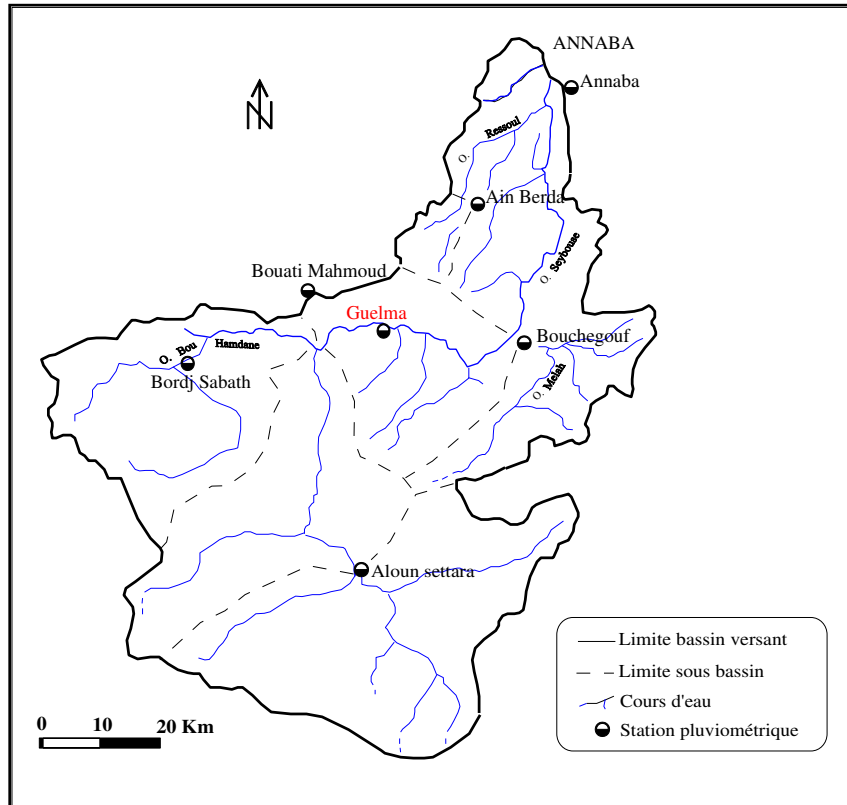 ANNABA
Annaba
N
O. Ressoul
Ain Berda
O. Seybouse
Bouati Mahmoud
Guelma
Bouchegouf
O. Bou Hamdane
Bordj Sabath
O. Melah
Aloun settara
Limite bassin versant
Limite sous bassin
Cours d'eau
Station pluviométrique
0 10 20 Km